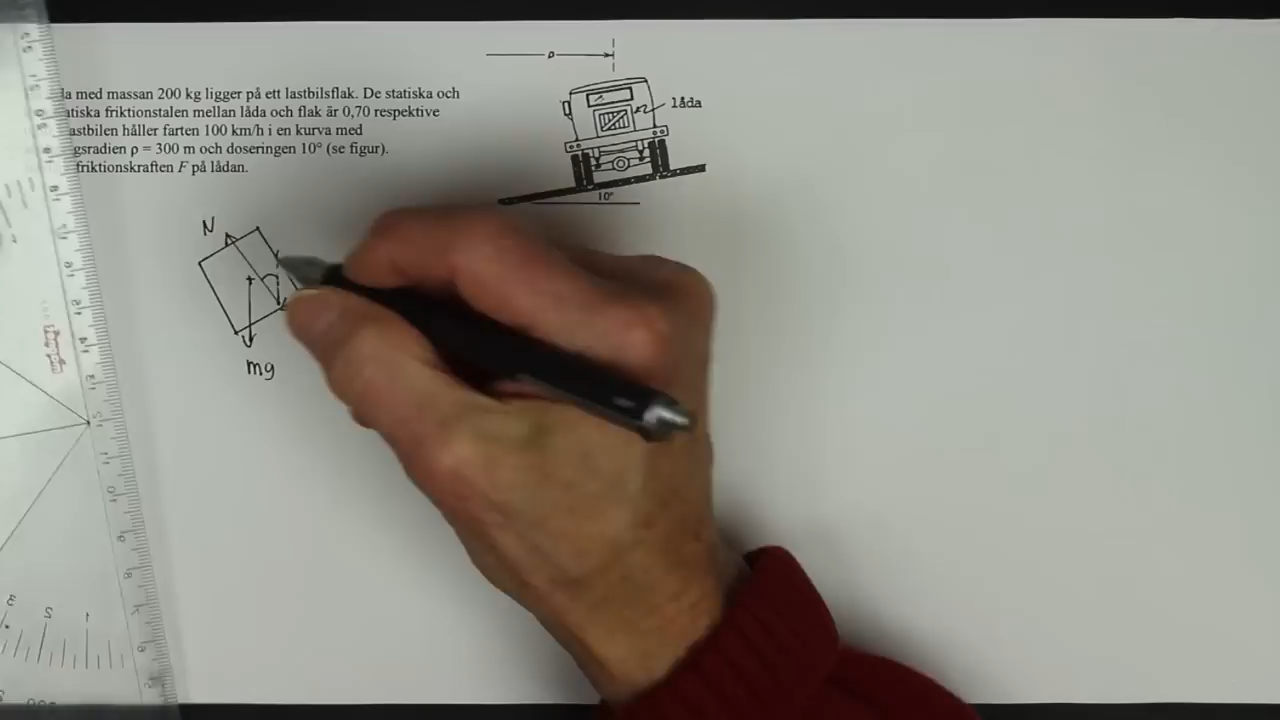 la med massan 200 kg ligger på ett lastbilsflak. De statiska och
tiska friktionstalen mellan låda och flak är 0,70 respektive
astbilen håller farten 100 km/h i en kurva med
gsradien ρ = 300 m och doseringen 10° (se figur).
friktionskraften F på lådan.
ρ
låda
10°
N
mg